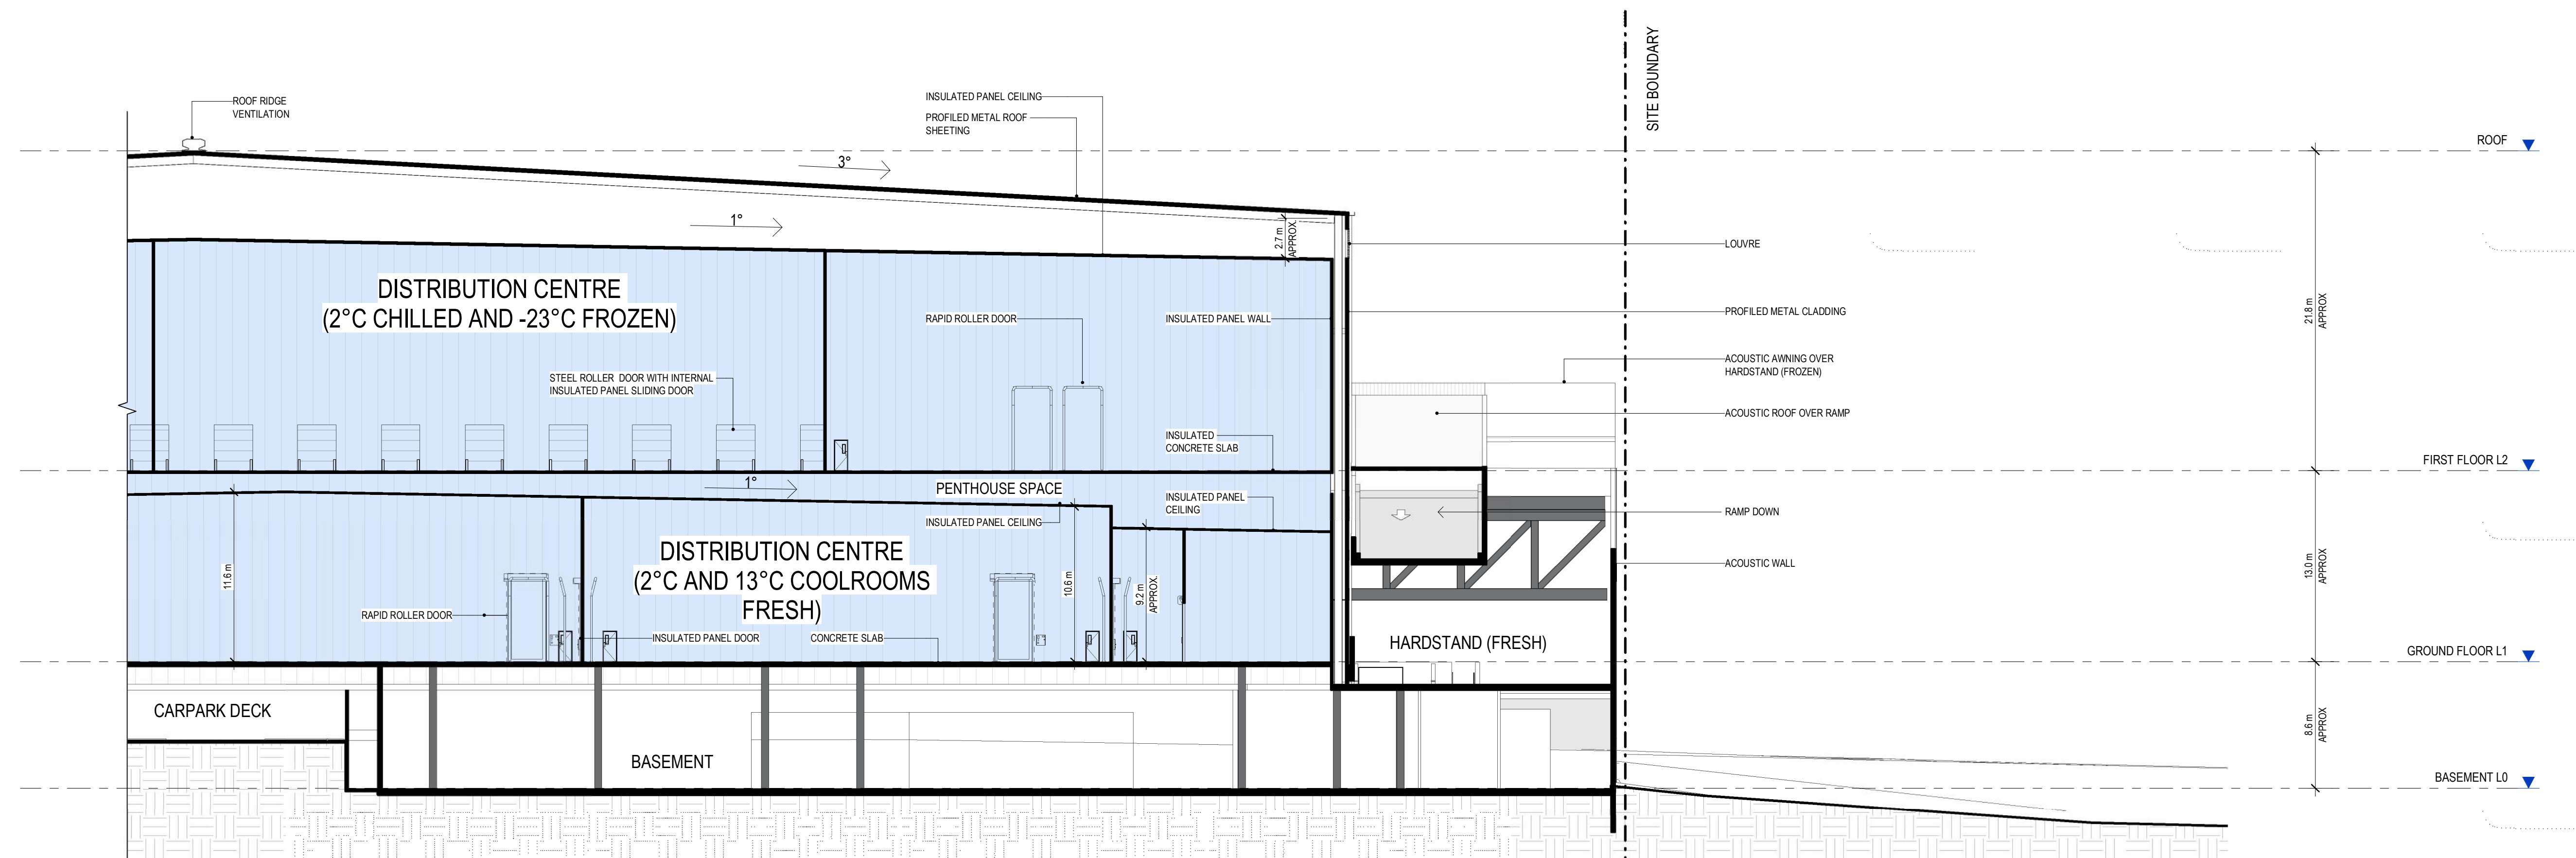 SITE BOUNDARY
ROOF RIDGE
VENTILATION
INSULATED PANEL CEILING
PROFILED METAL ROOF
SHEETING
ROOF
3°
1°
2.7 m
APPROX.
LOUVRE
DISTRIBUTION CENTRE
(2°C CHILLED AND -23°C FROZEN)
RAPID ROLLER DOOR
INSULATED PANEL WALL
PROFILED METAL CLADDING
21.8 m
APPROX
ACOUSTIC AWNING OVER
HARDSTAND (FROZEN)
STEEL ROLLER DOOR WITH INTERNAL
INSULATED PANEL SLIDING DOOR
ACOUSTIC ROOF OVER RAMP
INSULATED
CONCRETE SLAB
FIRST FLOOR L2
1°
PENTHOUSE SPACE
INSULATED PANEL
CEILING
INSULATED PANEL CEILING
RAMP DOWN
DISTRIBUTION CENTRE
(2°C AND 13°C COOLROOMS
FRESH)
11.6 m
10.6 m
9.2 m
APPROX.
ACOUSTIC WALL
13.0 m
APPROX
RAPID ROLLER DOOR
INSULATED PANEL DOOR
CONCRETE SLAB
HARDSTAND (FRESH)
GROUND FLOOR L1
CARPARK DECK
8.6 m
APPROX
BASEMENT
BASEMENT L0